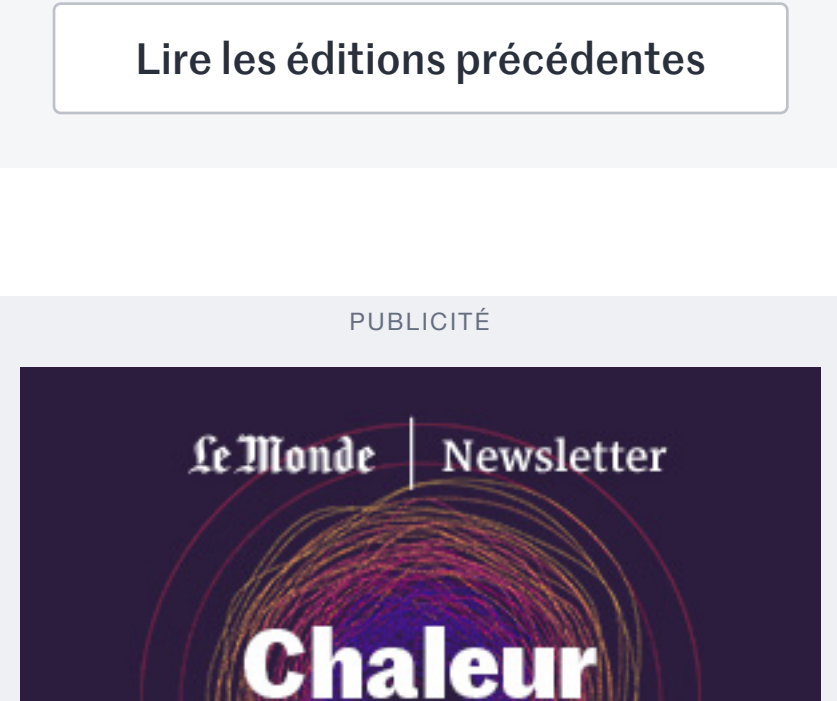 Lire les éditions précédentes
PUBLICITÉ
Le Monde | Newsletter
Chaleur